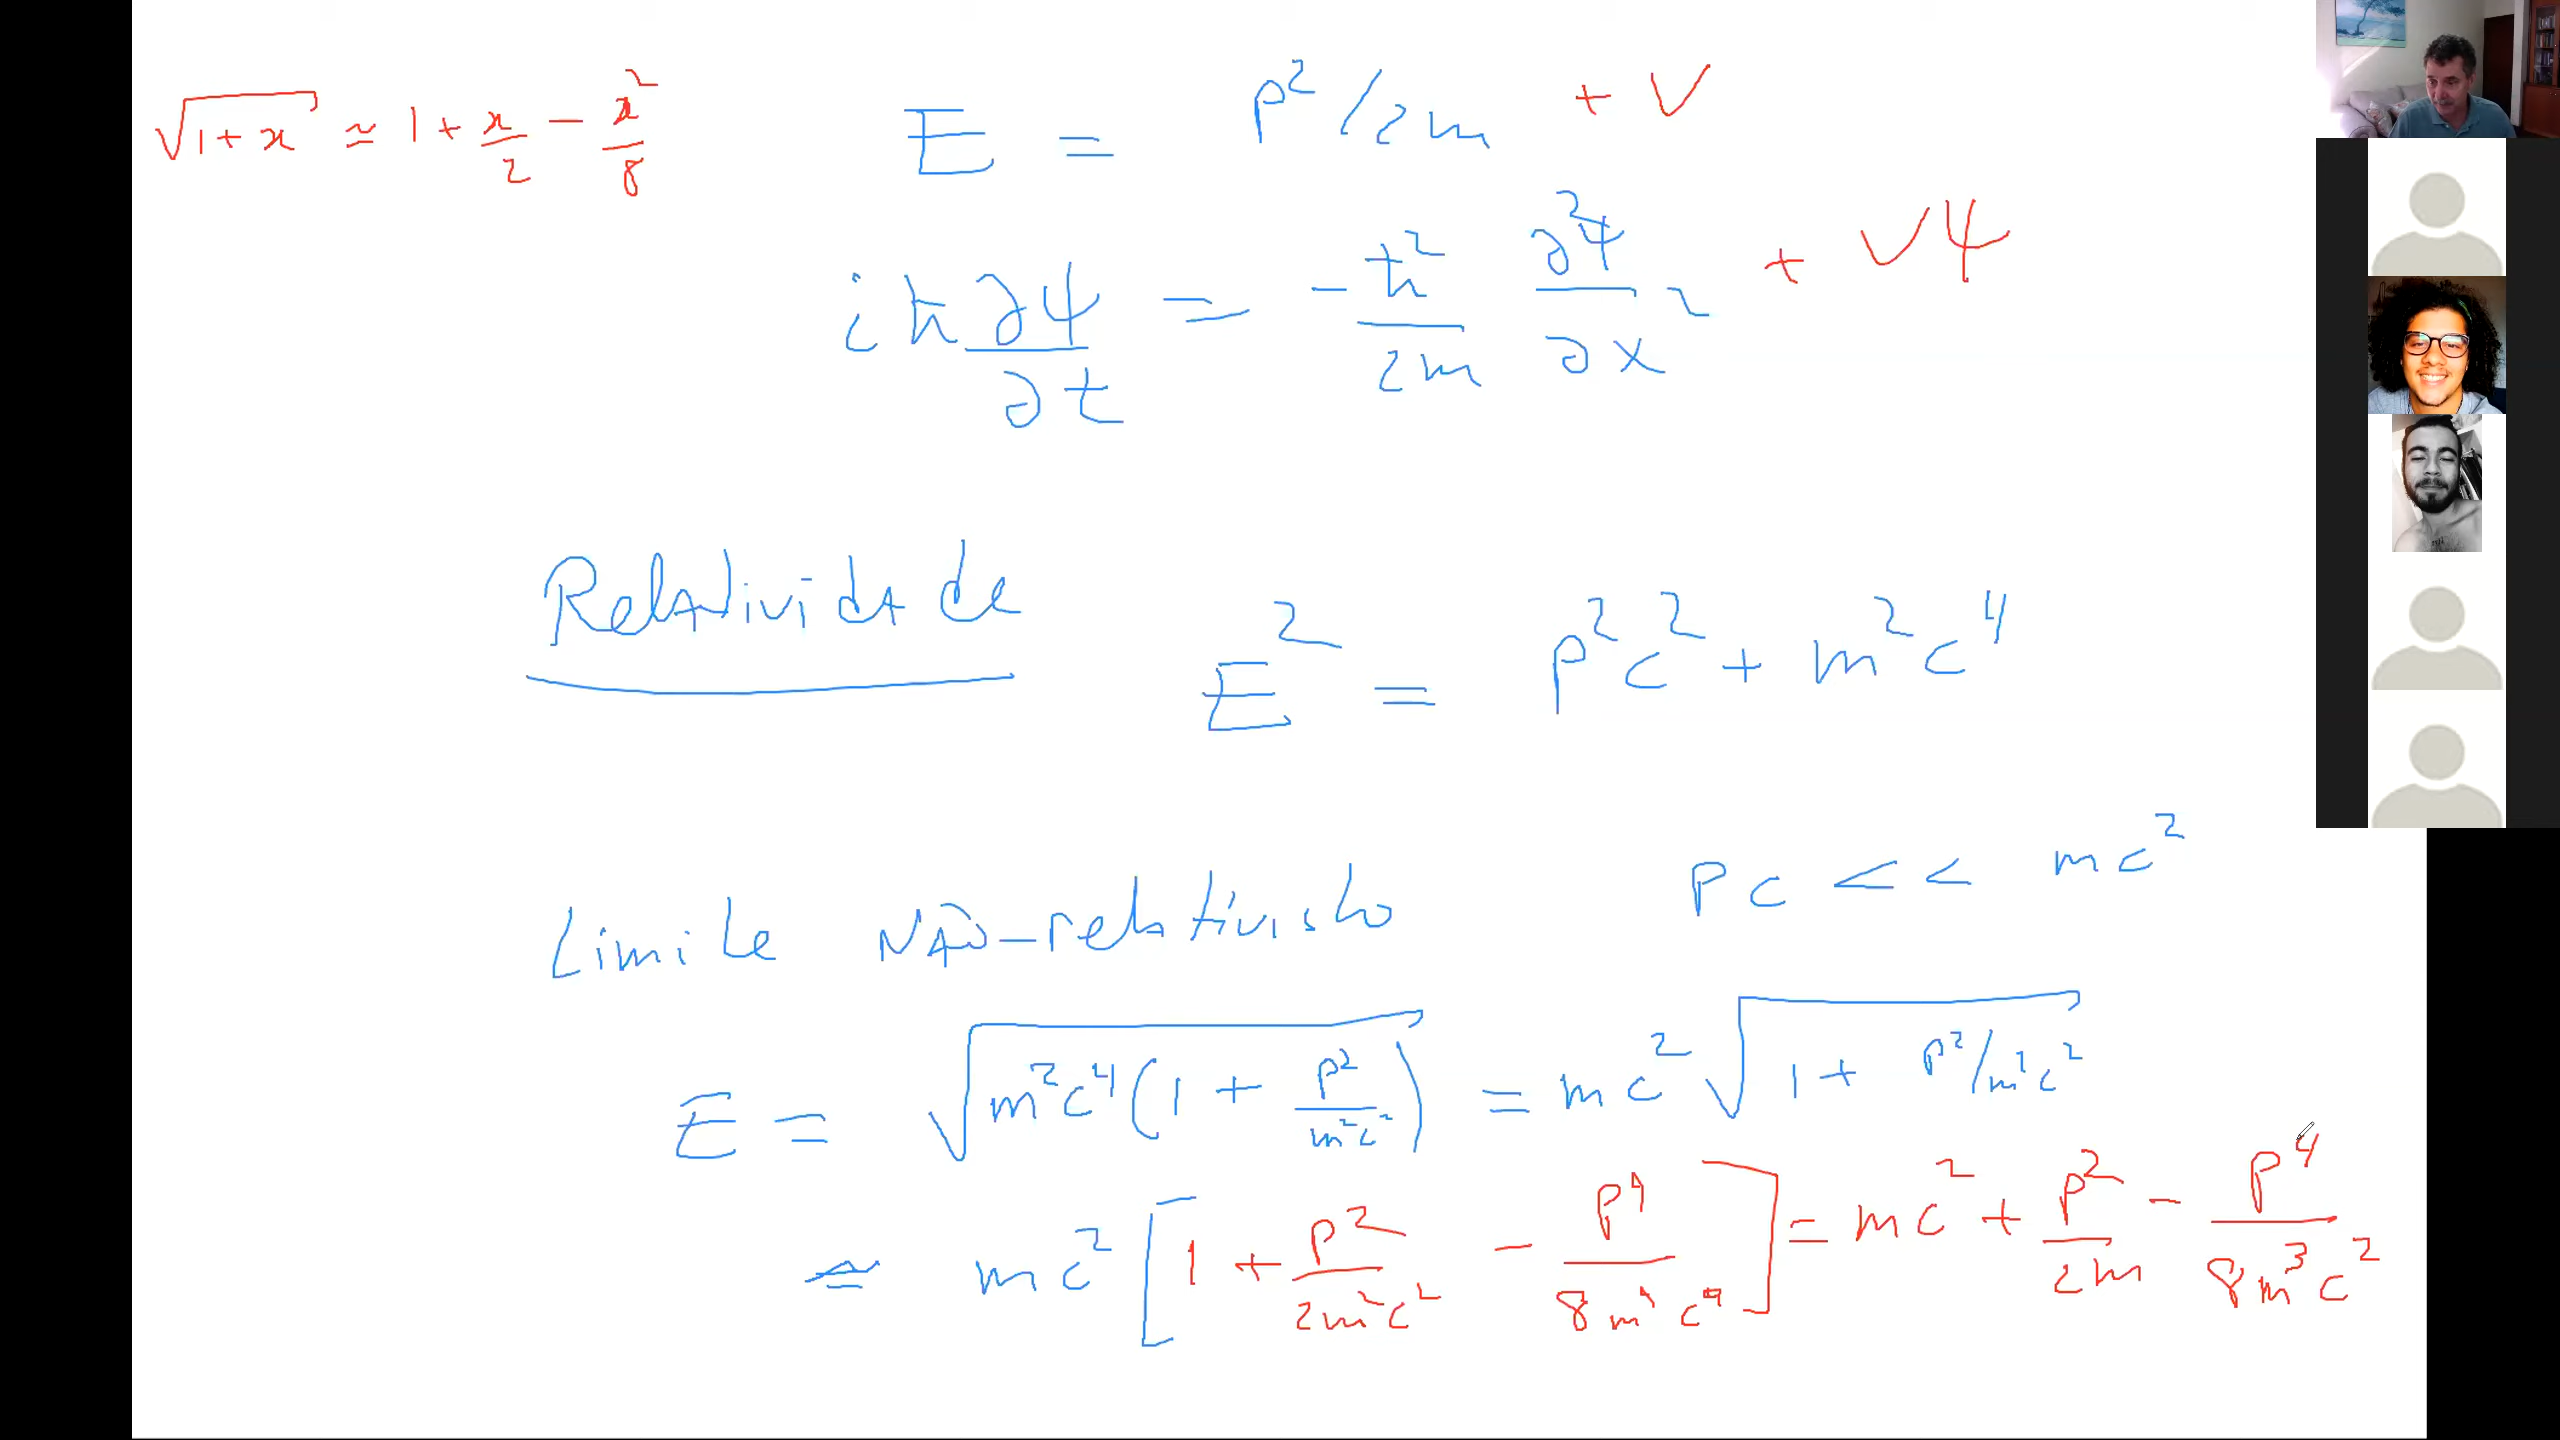 √(1+x) ≈ 1 + x/2 − x²/8
E = p²/2m + V
iħ ∂ψ/∂t = − ħ²/2m ∂²ψ/∂x² + Vψ
Relatividade
E² = p²c² + m²c⁴
Limite Não-relativisto
pc << mc²
E = √(m²c⁴(1 + p²/m²c²)) = mc² √(1 + p²/m²c²)
≃ mc² [1 + p²/2m²c² − p⁴/8m⁴c⁴] = mc² + p²/2m − p⁴/8m³c²